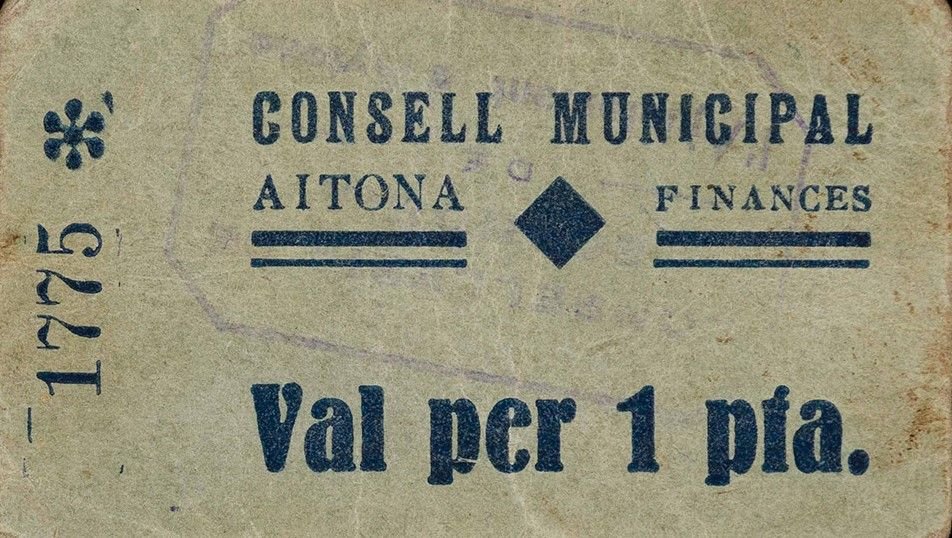 CONSELL MUNICIPAL
AITONA FINANCES
Val per 1 pta.
1775 *